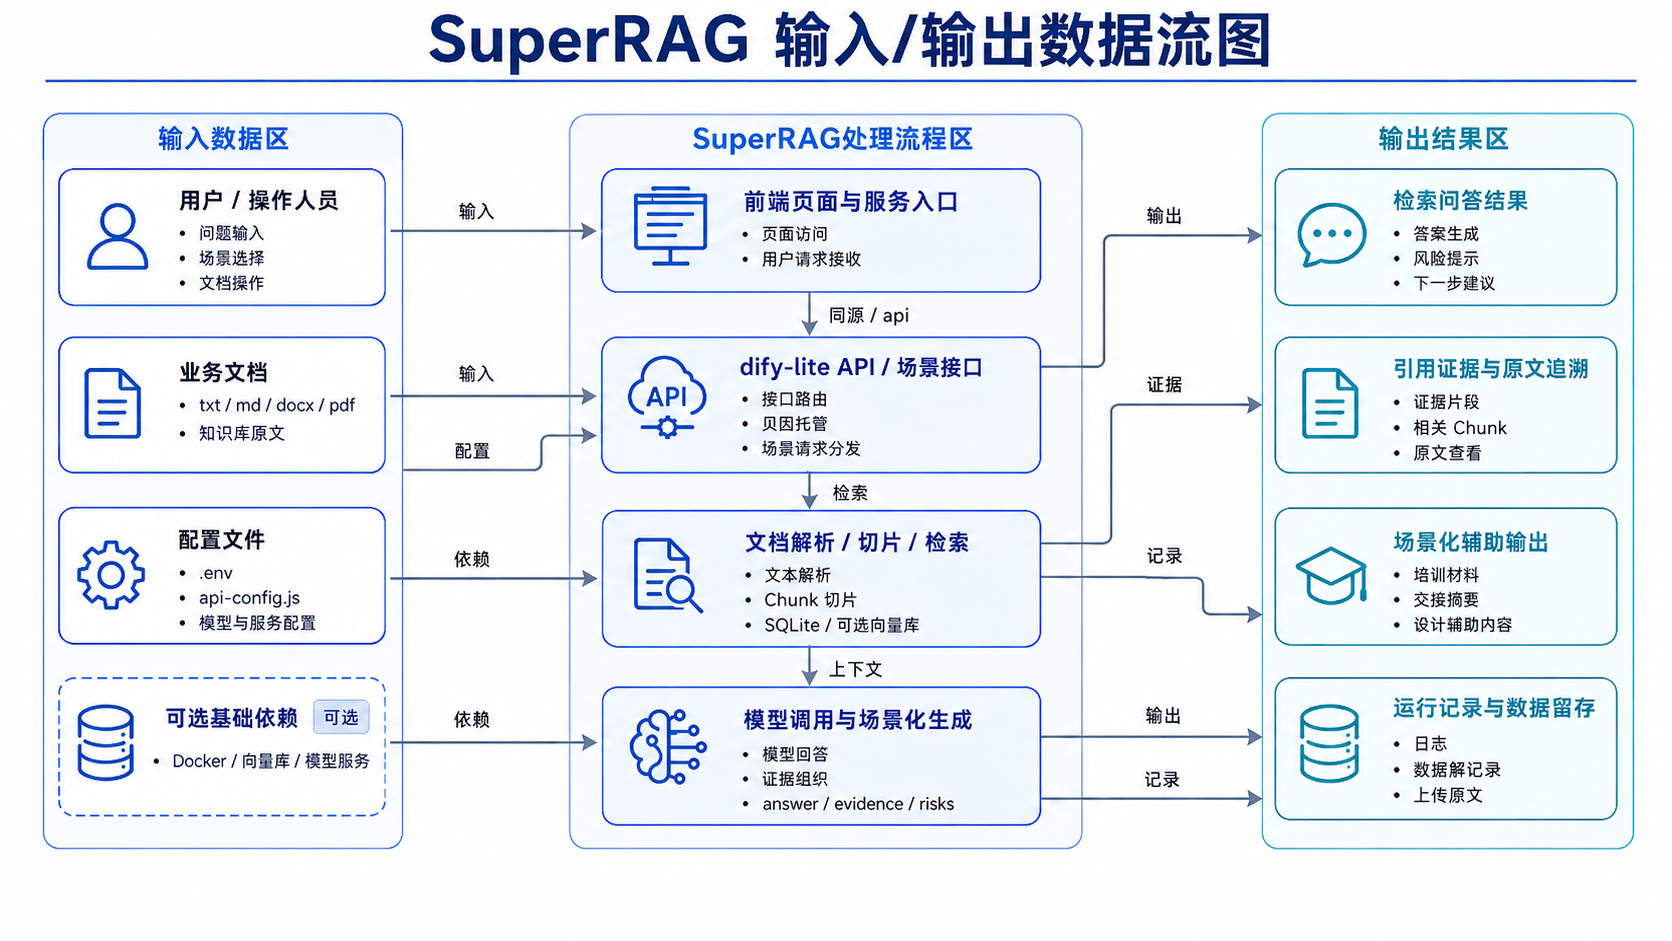 SuperRAG 输入/输出数据流图
输入数据区
用户 / 操作人员
• 问题输入
• 场景选择
• 文档操作
业务文档
• txt / md / docx / pdf
• 知识库原文
配置文件
• .env
• api-config.js
• 模型与服务配置
可选基础依赖
可选
• Docker / 向量库 / 模型服务
输入
输入
配置
依赖
依赖
SuperRAG处理流程区
前端页面与服务入口
• 页面访问
• 用户请求接收
同源 / api
dify-lite API / 场景接口
API
• 接口路由
• 贝因托管
• 场景请求分发
检索
文档解析 / 切片 / 检索
• 文本解析
• Chunk 切片
• SQLite / 可选向量库
上下文
模型调用与场景化生成
• 模型回答
• 证据组织
• answer / evidence / risks
输出
证据
记录
输出
记录
输出结果区
检索问答结果
• 答案生成
• 风险提示
• 下一步建议
引用证据与原文追溯
• 证据片段
• 相关 Chunk
• 原文查看
场景化辅助输出
• 培训材料
• 交接摘要
• 设计辅助内容
运行记录与数据留存
• 日志
• 数据解记录
• 上传原文